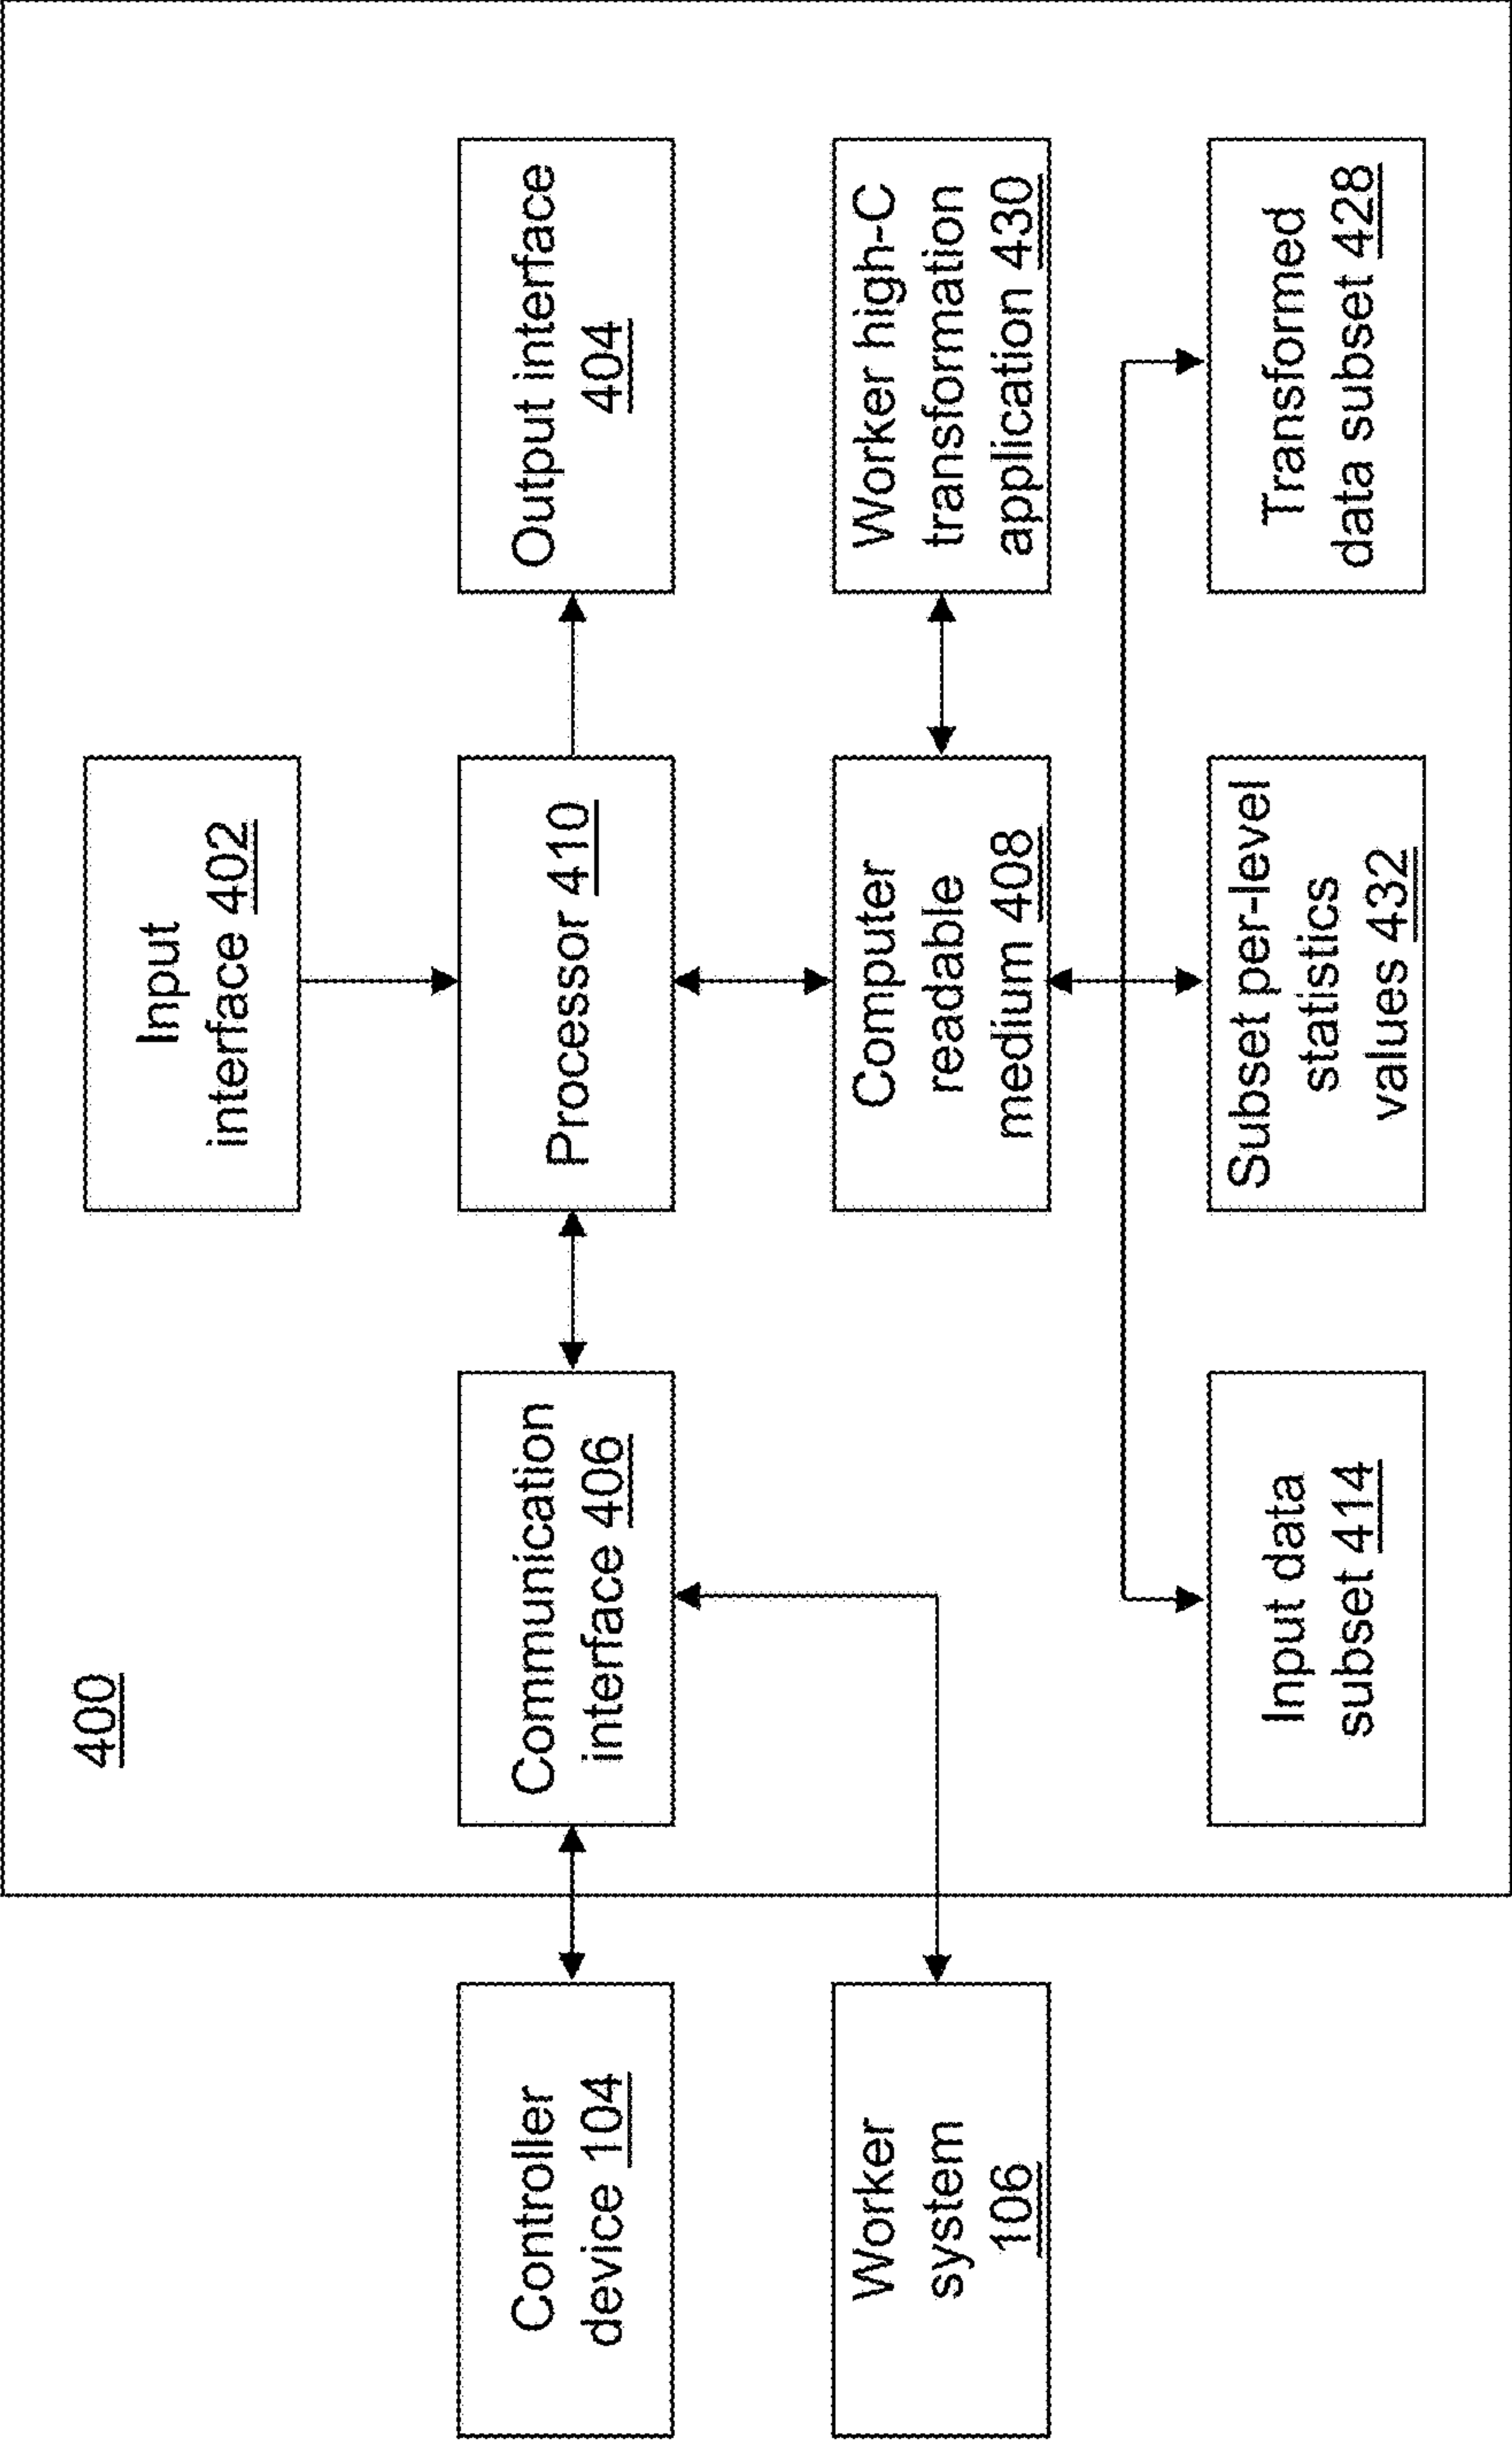 400
Input
interface 402
Controller
device 104
Communication
interface 406
Processor 410
Output interface
404
Worker
system
106
Computer
readable
medium 408
Worker high-C
transformation
application 430
Input data
subset 414
Subset per-level
statistics
values 432
Transformed
data subset 428